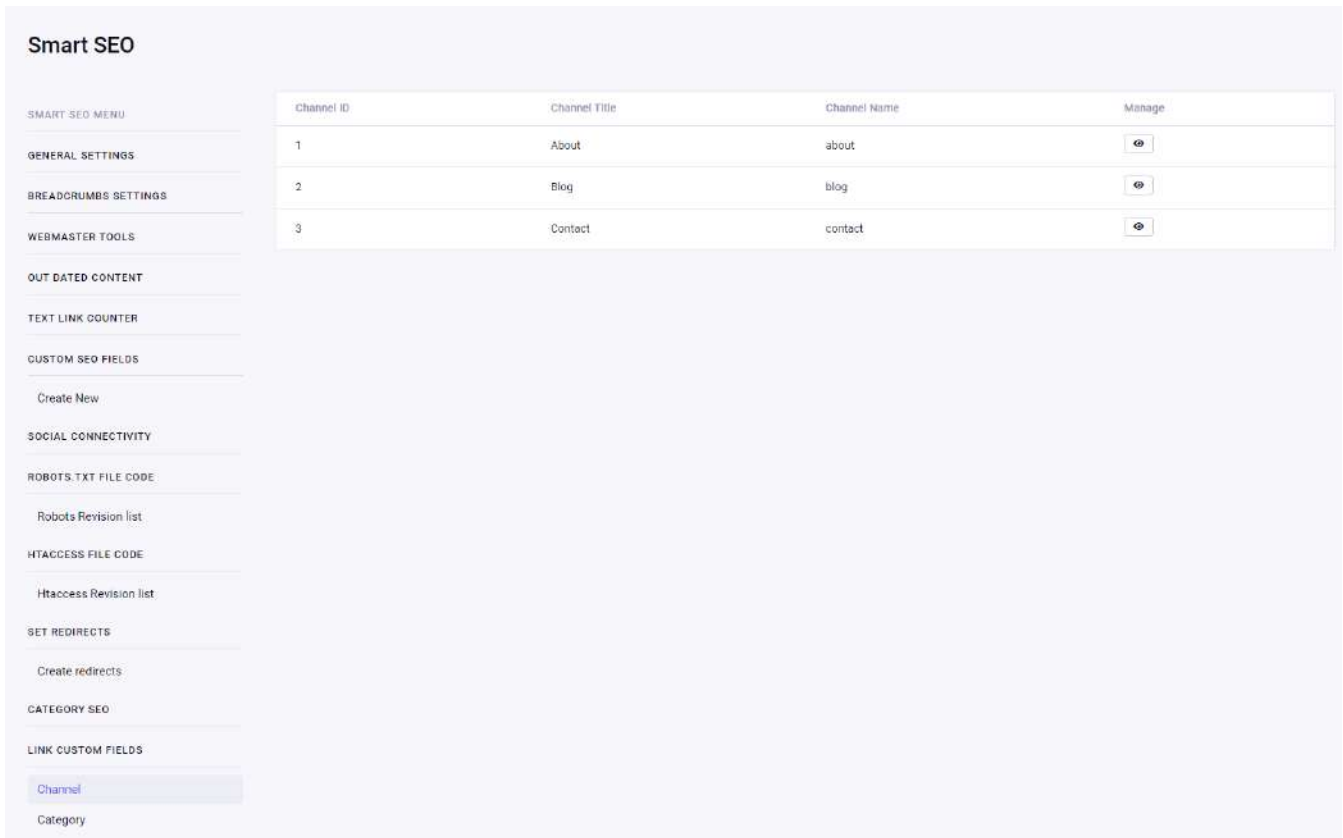 Smart SEO
SMART SEO MENU
GENERAL SETTINGS
BREADCRUMBS SETTINGS
WEBMASTER TOOLS
OUT DATED CONTENT
TEXT LINK COUNTER
CUSTOM SEO FIELDS
Create New
SOCIAL CONNECTIVITY
ROBOTS.TXT FILE CODE
Robots Revision list
HTACCESS FILE CODE
Htaccess Revision list
SET REDIRECTS
Create redirects
CATEGORY SEO
LINK CUSTOM FIELDS
Channel
Category
Channel ID Channel Title Channel Name Manage
1 About about
2 Blog blog
3 Contact contact